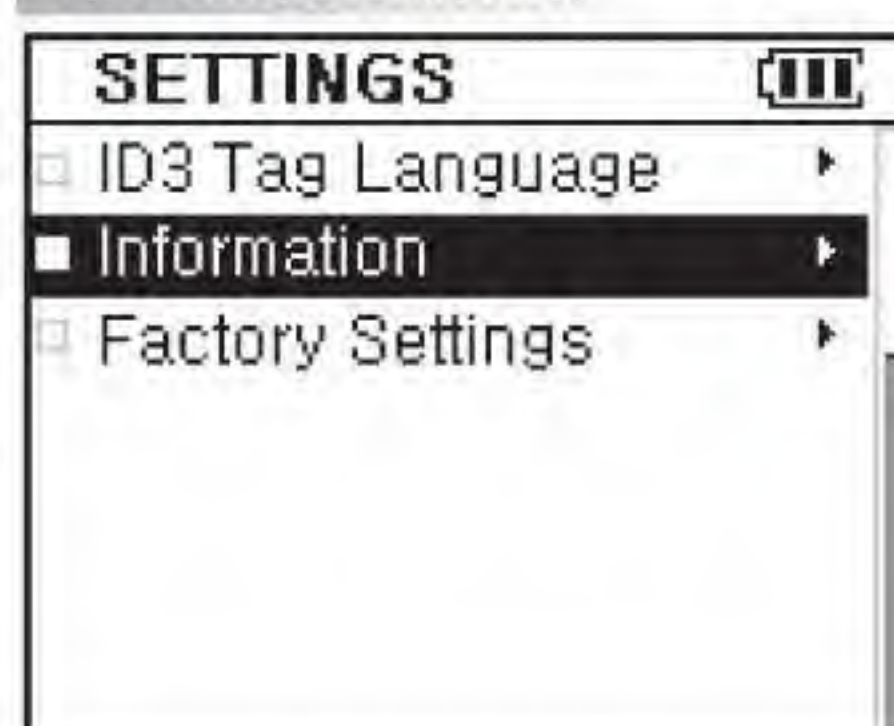 SETTINGS
ID3 Tag Language
Information
Factory Settings